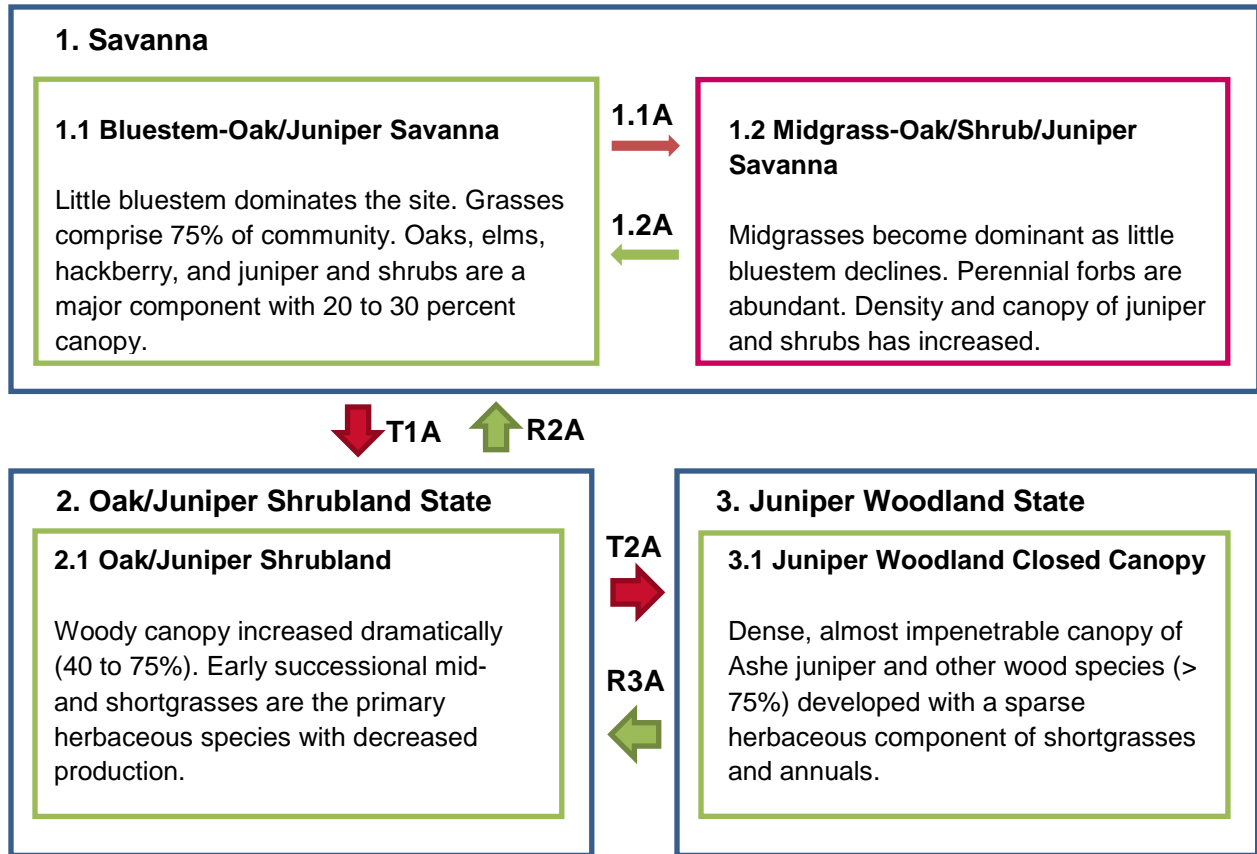 1. Savanna
1.1 Bluestem-Oak/Juniper Savanna
Little bluestem dominates the site. Grasses
comprise 75% of community. Oaks, elms,
hackberry, and juniper and shrubs are a
major component with 20 to 30 percent
canopy.
1.1A
1.2A
1.2 Midgrass-Oak/Shrub/Juniper
Savanna
Midgrasses become dominant as little
bluestem declines. Perennial forbs are
abundant. Density and canopy of juniper
and shrubs has increased.
T1A
R2A
2. Oak/Juniper Shrubland State
2.1 Oak/Juniper Shrubland
Woody canopy increased dramatically
(40 to 75%). Early successional mid-
and shortgrasses are the primary
herbaceous species with decreased
production.
T2A
R3A
3. Juniper Woodland State
3.1 Juniper Woodland Closed Canopy
Dense, almost impenetrable canopy of
Ashe juniper and other wood species (>
75%) developed with a sparse
herbaceous component of shortgrasses
and annuals.